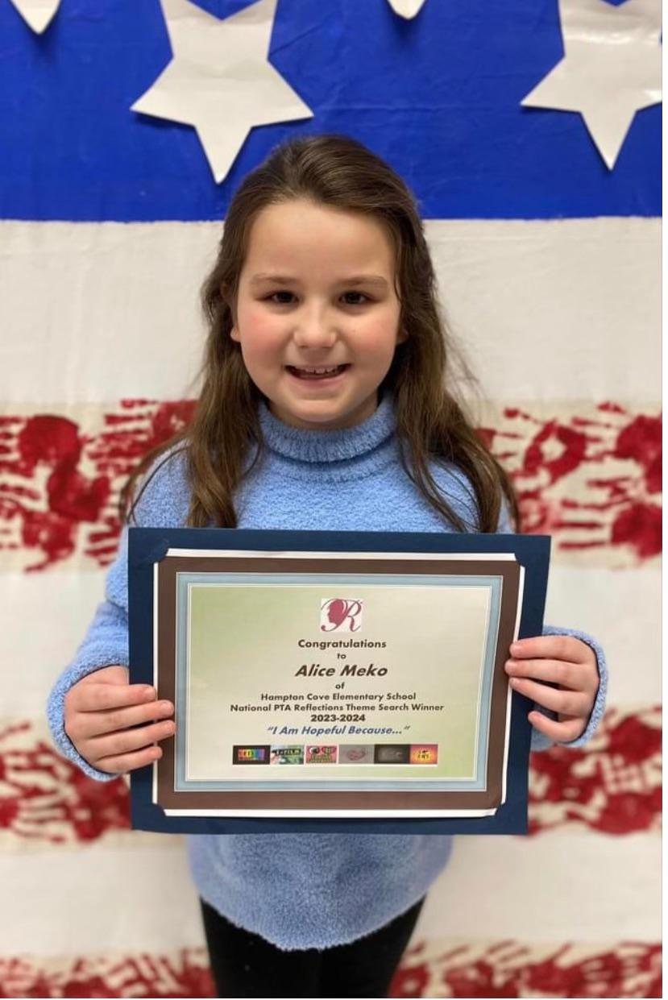 R
Congratulations
to
Alice Meko
of
Hampton Cove Elementary School
National PTA Reflections Theme Search Winner
2023-2024
"I Am Hopeful Because..."